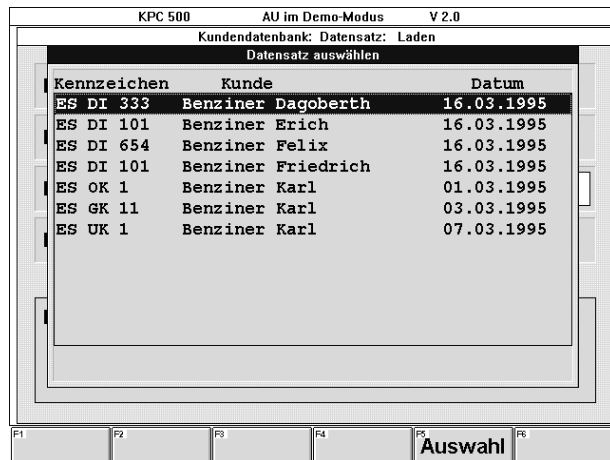 KPC 500 AU im Demo-Modus V 2.0
Kundendatenbank: Datensatz: Laden
Datensatz auswählen
Kennzeichen Kunde Datum
ES DI 333 Benziner Dagoberth 16.03.1995
ES DI 101 Benziner Erich 16.03.1995
ES DI 654 Benziner Felix 16.03.1995
ES DI 101 Benziner Friedrich 16.03.1995
ES OK 1 Benziner Karl 01.03.1995
ES GK 11 Benziner Karl 03.03.1995
ES UK 1 Benziner Karl 07.03.1995
F1 F2 F3 F4 F5 F6
Auswahl